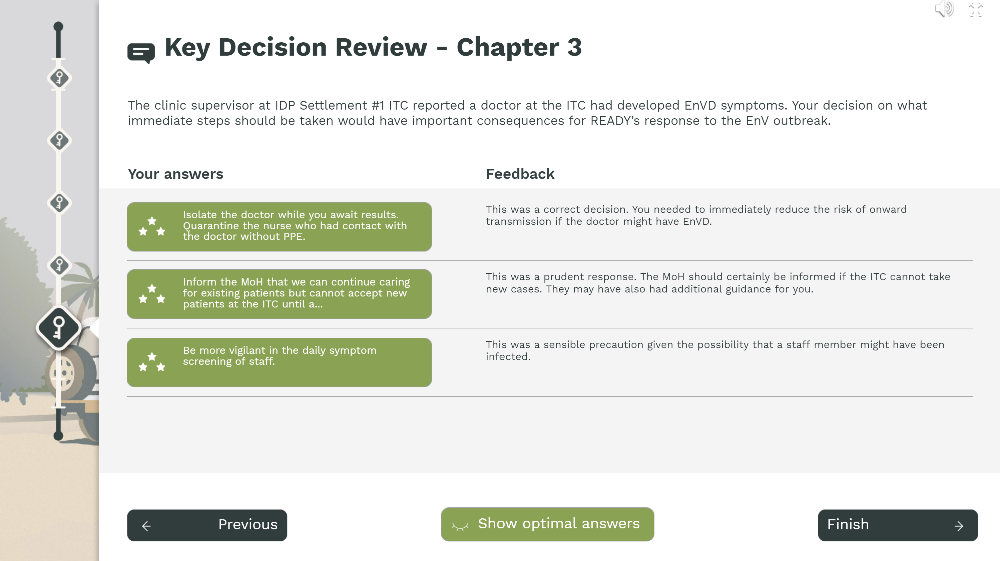 Key Decision Review - Chapter 3
The clinic supervisor at IDP Settlement #1 ITC reported a doctor at the ITC had developed EnVD symptoms. Your decision on what
immediate steps should be taken would have important consequences for READY’s response to the EnV outbreak.
Your answers
Feedback
Isolate the doctor while you await results.
Quarantine the nurse who had contact with
the doctor without PPE.
This was a correct decision. You needed to immediately reduce the risk of onward
transmission if the doctor might have EnVD.
Inform the MoH that we can continue caring
for existing patients but cannot accept new
patients at the ITC until a...
This was a prudent response. The MoH should certainly be informed if the ITC cannot take
new cases. They may have also had additional guidance for you.
Be more vigilant in the daily symptom
screening of staff.
This was a sensible precaution given the possibility that a staff member might have been
infected.
Previous
Show optimal answers
Finish